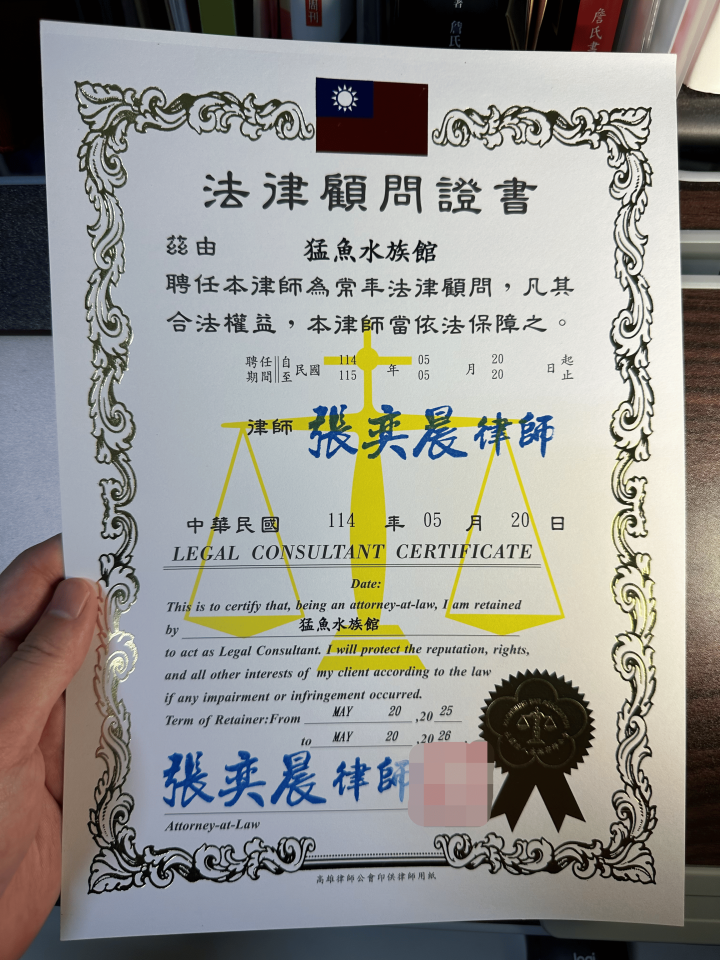 周刊
詹氏
詹氏書
法律顧問證書
茲由 猛魚水族館
聘任本律師為常年法律顧問，凡其
合法權益，本律師當依法保障之。
聘任期間 自至 民國 114 115 年 05 05 月 20 20 日 起止
律師 張奕晨律師
中華民國 114 年 05 月 20 日
LEGAL CONSULTANT CERTIFICATE
Date:
This is to certify that, being an attorney-at-law, I am retained
by 猛魚水族館
to act as Legal Consultant. I will protect the reputation, rights,
and all other interests of my client according to the law
if any impairment or infringement occurred.
Term of Retainer:From MAY 20 ,20 25
to MAY 20 ,20 26 .
張奕晨律師
Attorney-at-Law
高雄律師公會印供律師用紙
logi